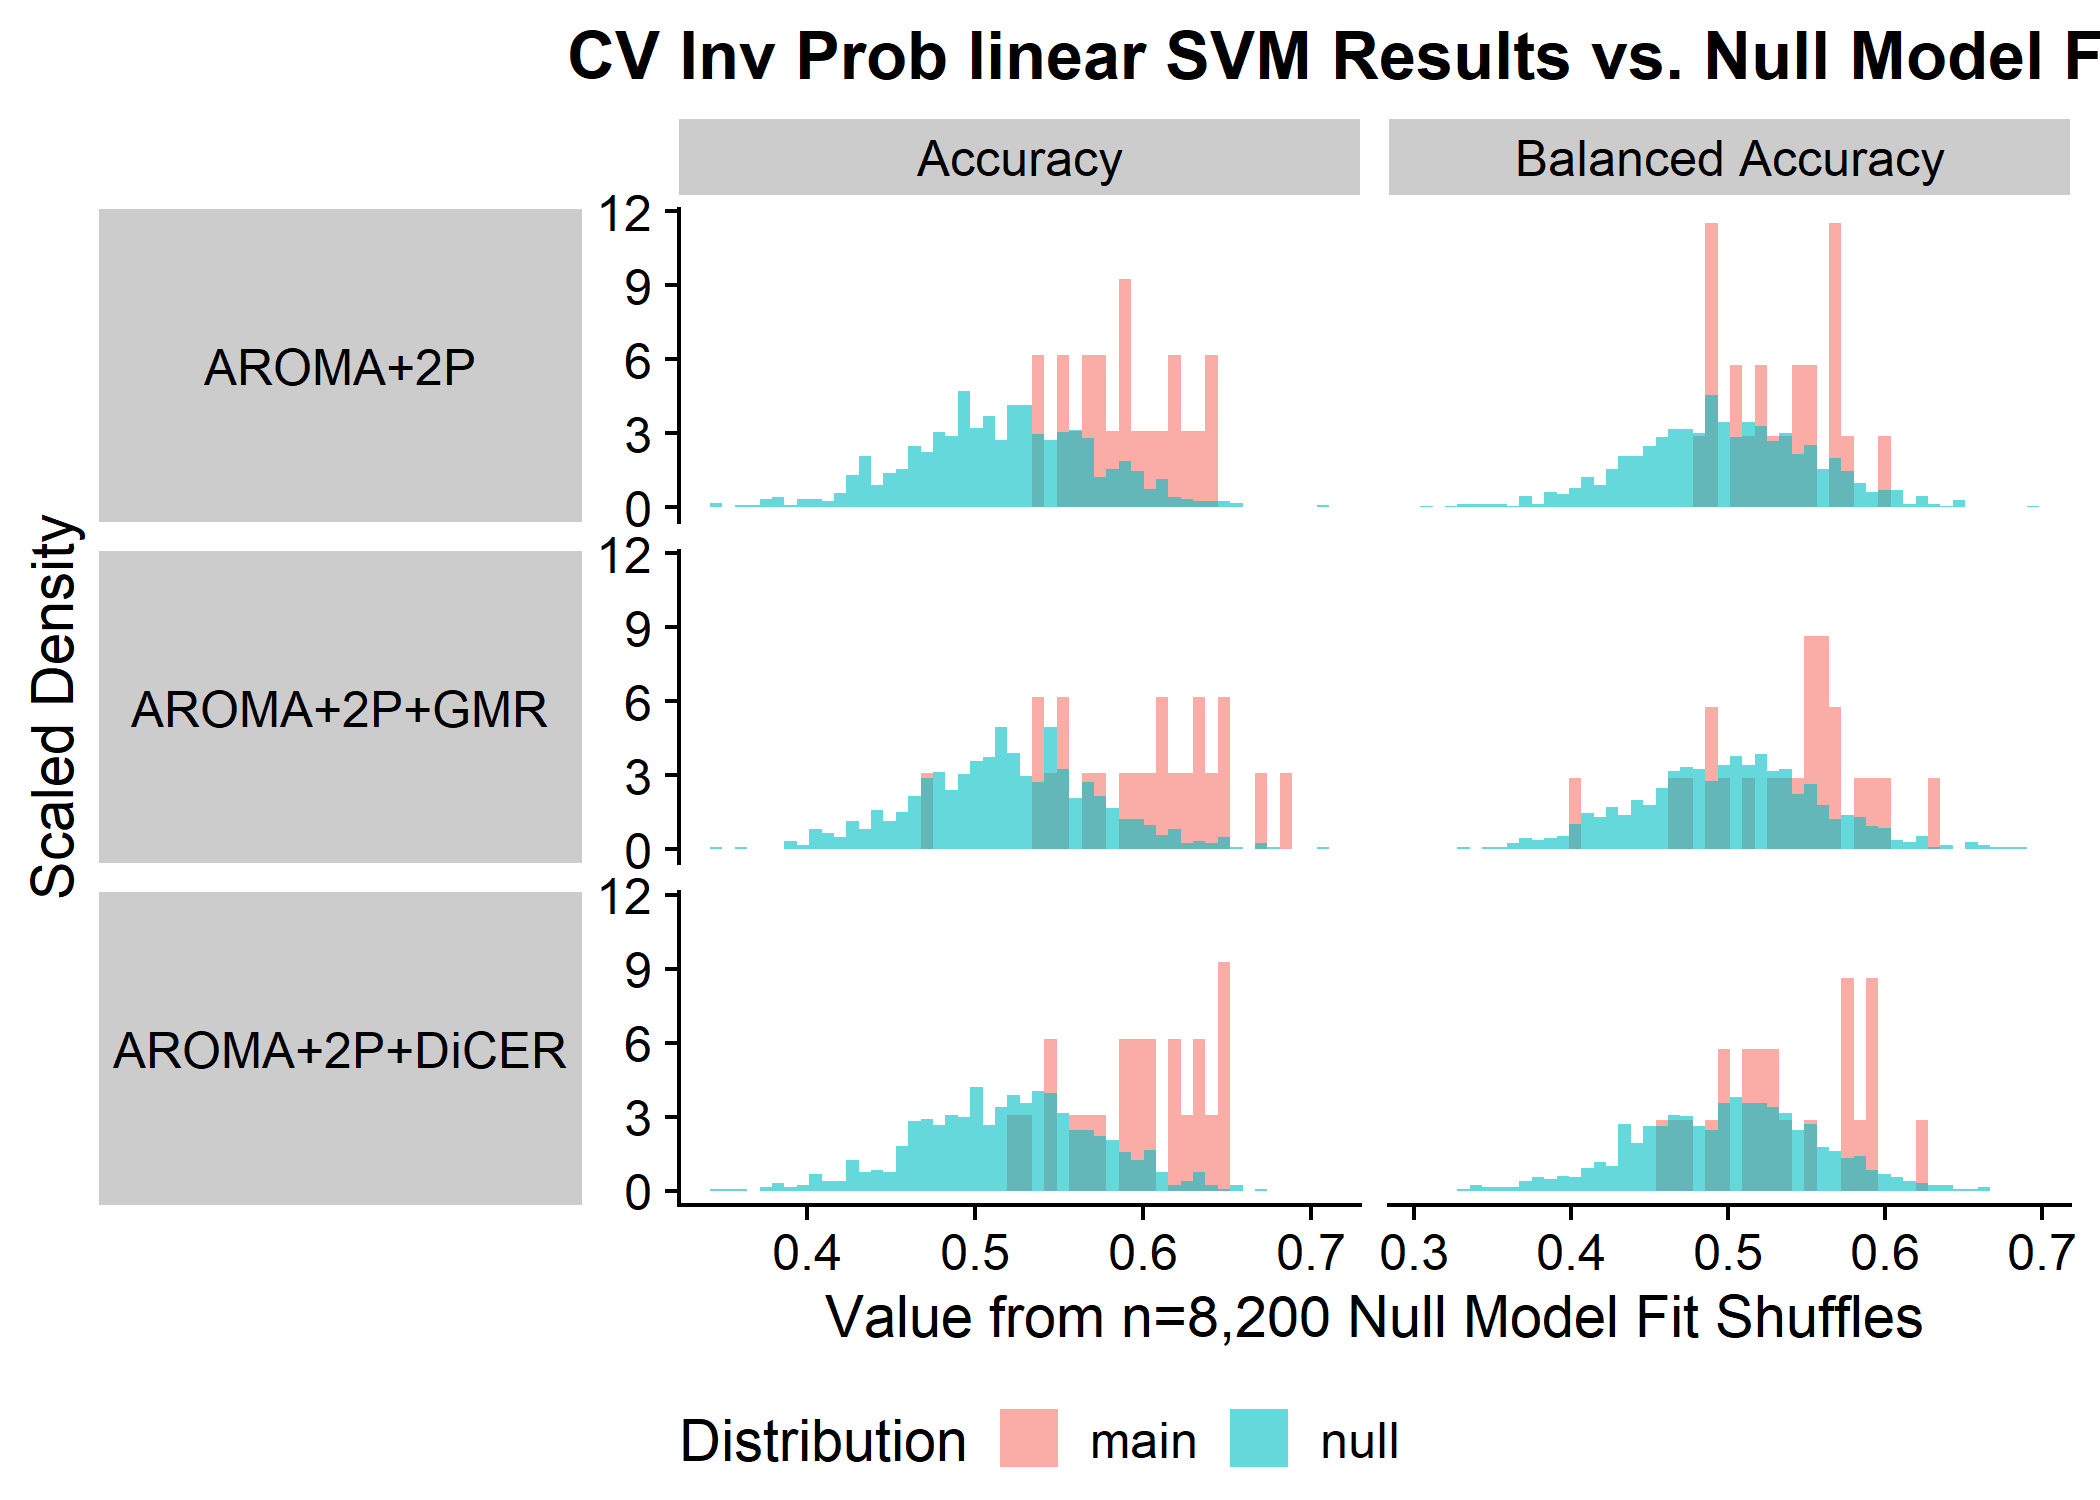 CV Inv Prob linear SVM Results vs. Null Model F
Accuracy
Balanced Accuracy
Scaled Density
AROMA+2P
12
9
6
3
0
AROMA+2P+GMR
12
9
6
3
0
AROMA+2P+DiCER
12
9
6
3
0
0.4 0.5 0.6 0.7
0.3 0.4 0.5 0.6 0.7
Value from n=8,200 Null Model Fit Shuffles
Distribution main null